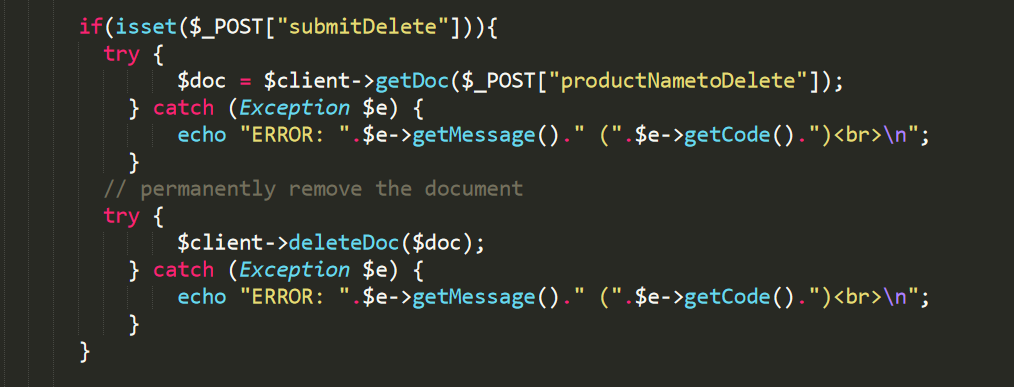 if(isset($_POST["submitDelete"])){
try {
$doc = $client->getDoc($_POST["productNametoDelete"]);
} catch (Exception $e) {
echo "ERROR: ".$e->getMessage()." (".$e->getCode().")<br>\n";
}
// permanently remove the document
try {
$client->deleteDoc($doc);
} catch (Exception $e) {
echo "ERROR: ".$e->getMessage()." (".$e->getCode().")<br>\n";
}
}